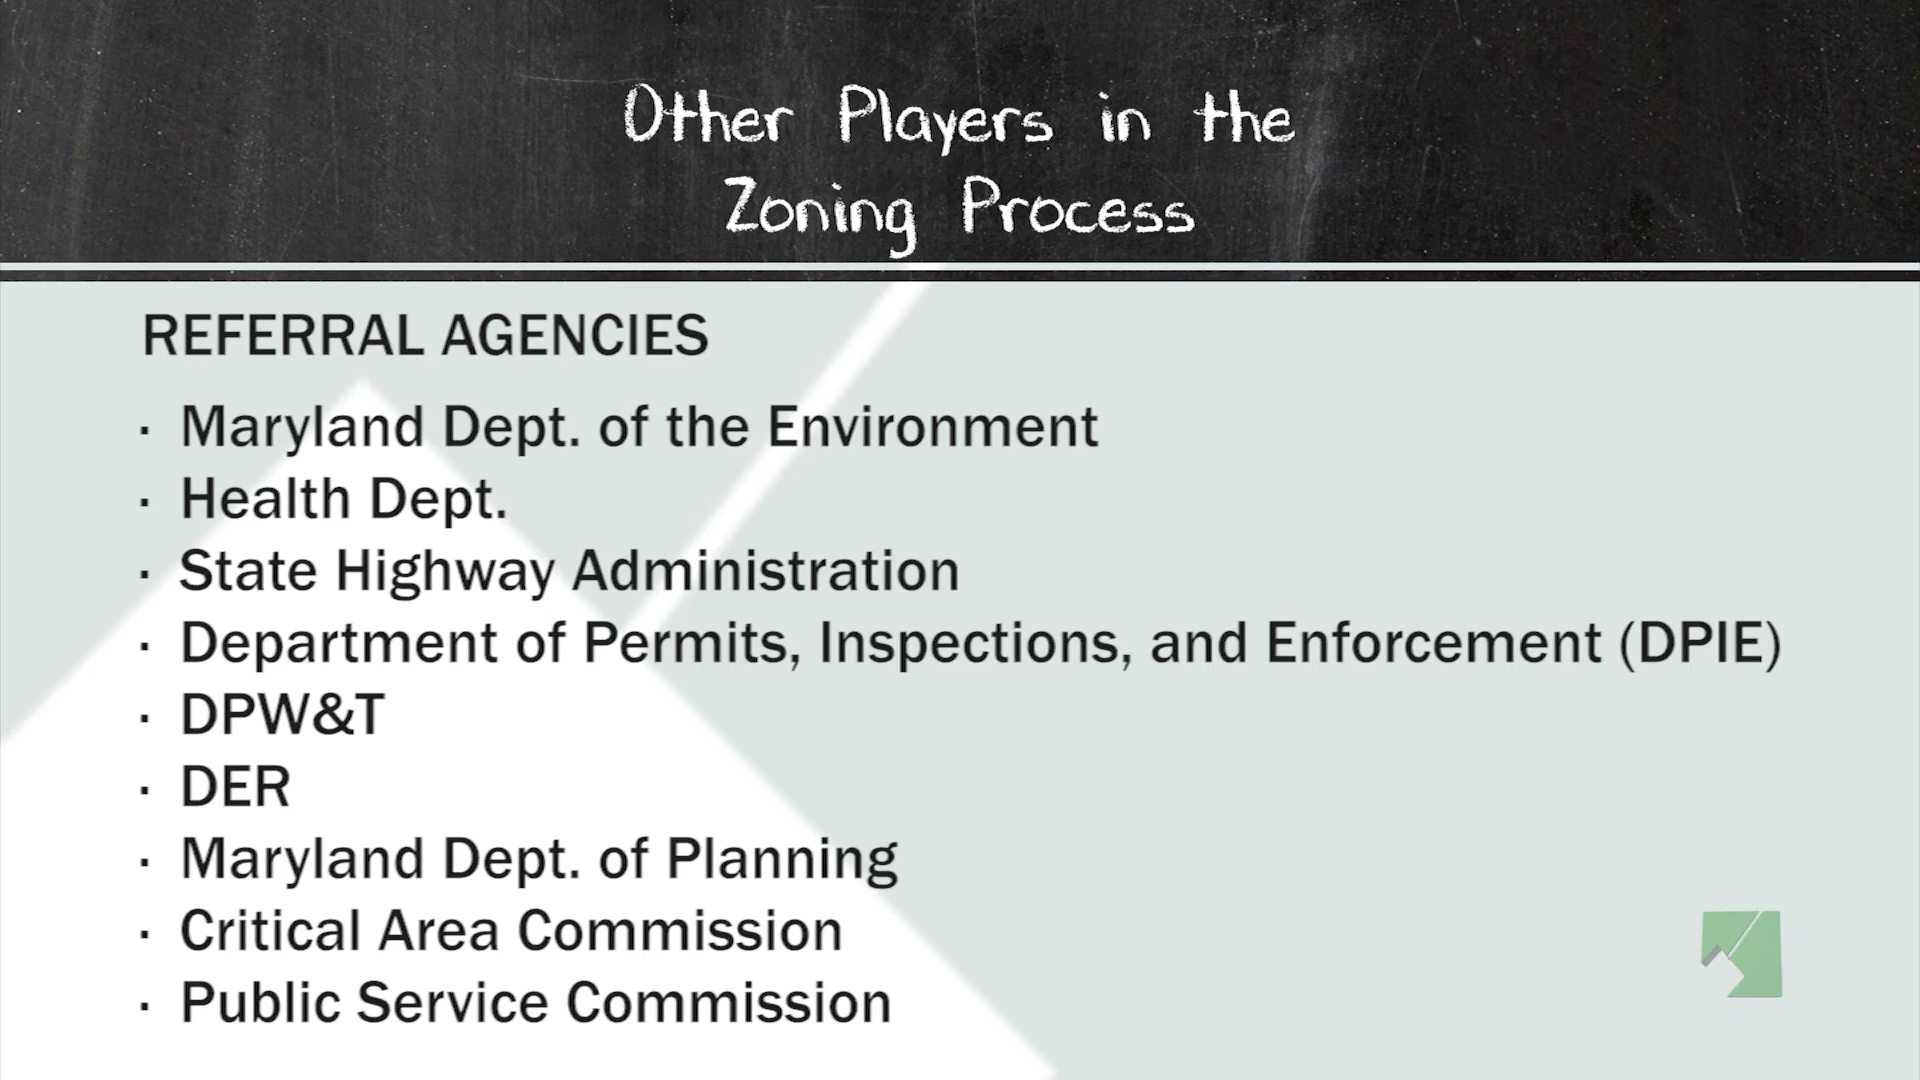 Other Players in the
Zoning Process
REFERRAL AGENCIES
· Maryland Dept. of the Environment
· Health Dept.
· State Highway Administration
· Department of Permits, Inspections, and Enforcement (DPIE)
· DPW&T
· DER
· Maryland Dept. of Planning
· Critical Area Commission
· Public Service Commission